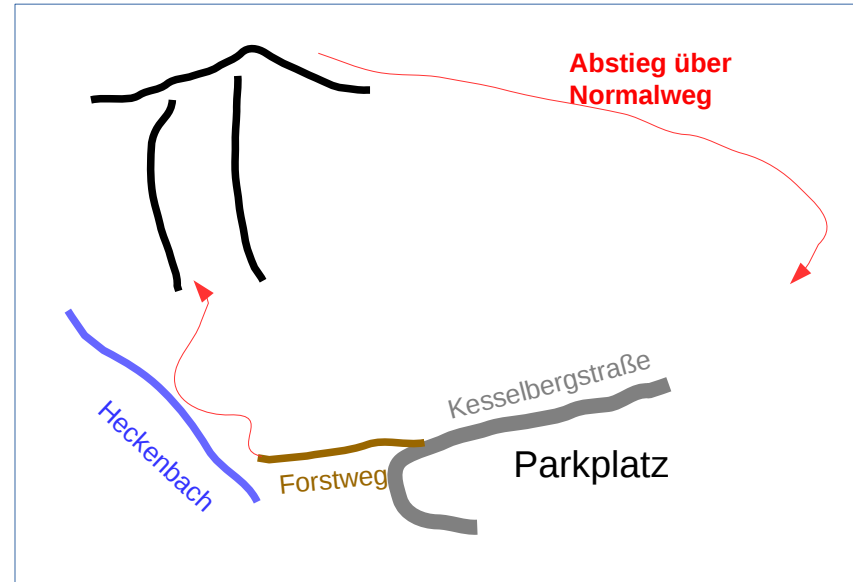 Abstieg über
Normalweg
Kesselbergstraße
Heckenbach
Forstweg
Parkplatz